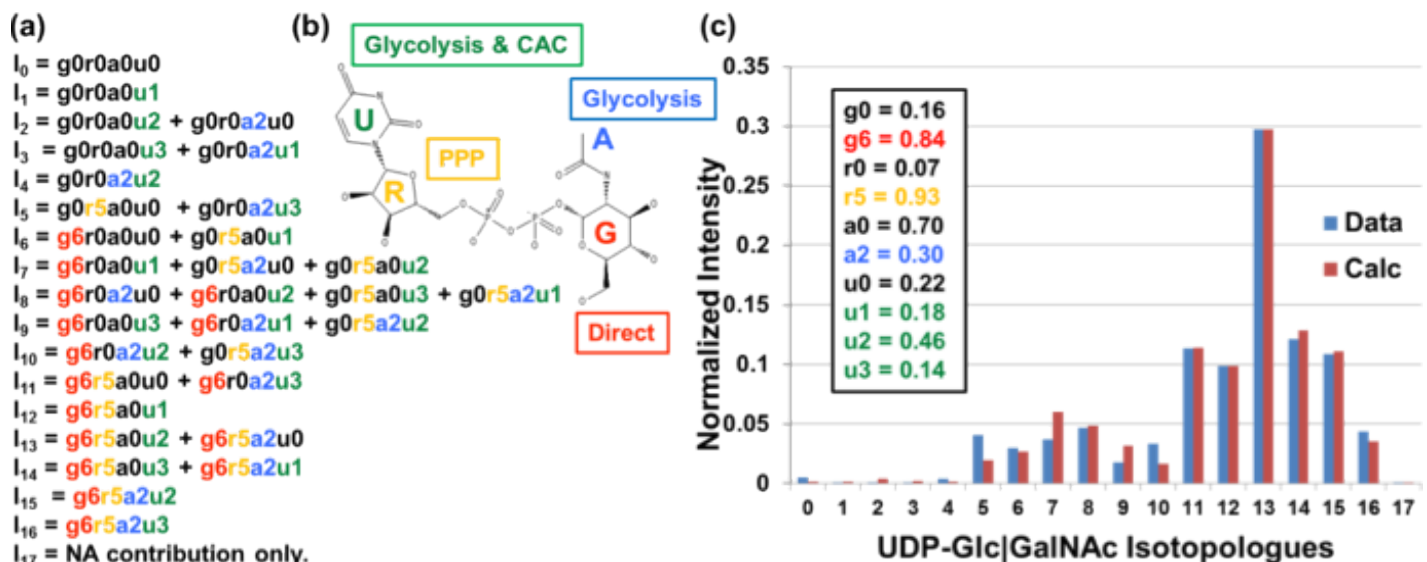 (a)
I0 = g0r0a0u0
I1 = g0r0a0u1
I2 = g0r0a0u2 + g0r0a2u0
I3 = g0r0a0u3 + g0r0a2u1
I4 = g0r0a2u2
I5 = g0r5a0u0 + g0r0a2u3
I6 = g6r0a0u0 + g0r5a0u1
I7 = g6r0a0u1 + g0r5a2u0 + g0r5a0u2
I8 = g6r0a2u0 + g6r0a0u2 + g0r5a0u3 + g0r5a2u1
I9 = g6r0a0u3 + g6r0a2u1 + g0r5a2u2
I10 = g6r0a2u2 + g0r5a2u3
I11 = g6r5a0u0 + g6r0a2u3
I12 = g6r5a0u1
I13 = g6r5a0u2 + g6r5a2u0
I14 = g6r5a0u3 + g6r5a2u1
I15 = g6r5a2u2
I16 = g6r5a2u3
I17 = NA contribution only.
(b)
Glycolysis & CAC
Glycolysis
PPP
Direct
U
R
A
G
O
O
N
N
O
O
O
O
O
P
O
O
O
P
O
O
O
O
N
O
O
O
O
(c)
Normalized Intensity
0.35
0.3
0.25
0.2
0.15
0.1
0.05
0
g0 = 0.16
g6 = 0.84
r0 = 0.07
r5 = 0.93
a0 = 0.70
a2 = 0.30
u0 = 0.22
u1 = 0.18
u2 = 0.46
u3 = 0.14
Data
Calc
0 1 2 3 4 5 6 7 8 9 10 11 12 13 14 15 16 17
UDP-Glc|GalNAc Isotopologues